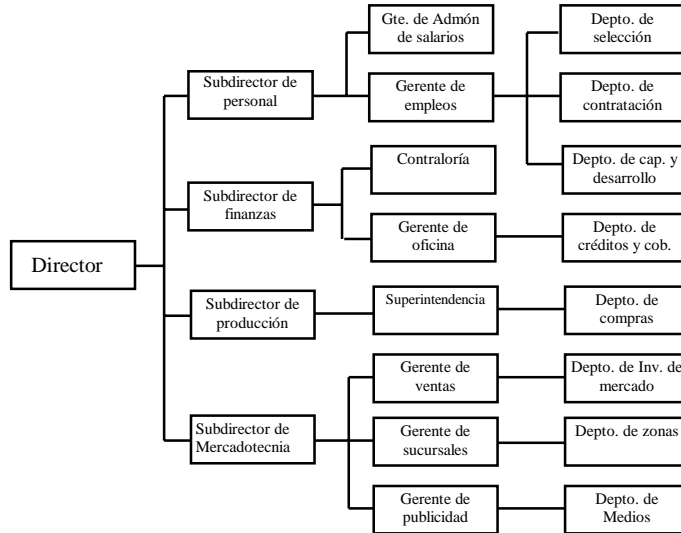 Director
Subdirector de
personal
Gte. de Admón
de salarios
Gerente de
empleos
Depto. de
selección
Depto. de
contratación
Depto. de cap. y
desarrollo
Subdirector de
finanzas
Contraloría
Gerente de
oficina
Depto. de
créditos y cob.
Subdirector de
producción
Superintendencia
Depto. de
compras
Subdirector de
Mercadotecnia
Gerente de
ventas
Depto. de Inv. de
mercado
Gerente de
sucursales
Depto. de zonas
Gerente de
publicidad
Depto. de
Medios